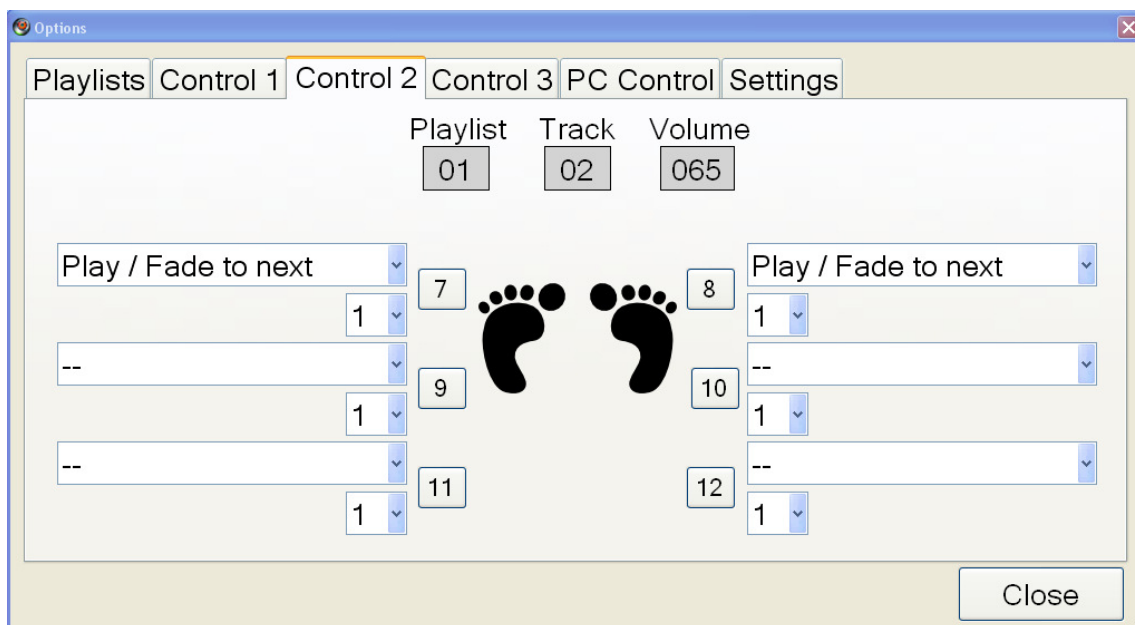 Options
Playlists Control 1 Control 2 Control 3 PC Control Settings
Playlist Track Volume
01 02 065
Play / Fade to next 7 8 Play / Fade to next
1 1
-- 9 10 --
1 1
-- 11 12 --
1 1
Close